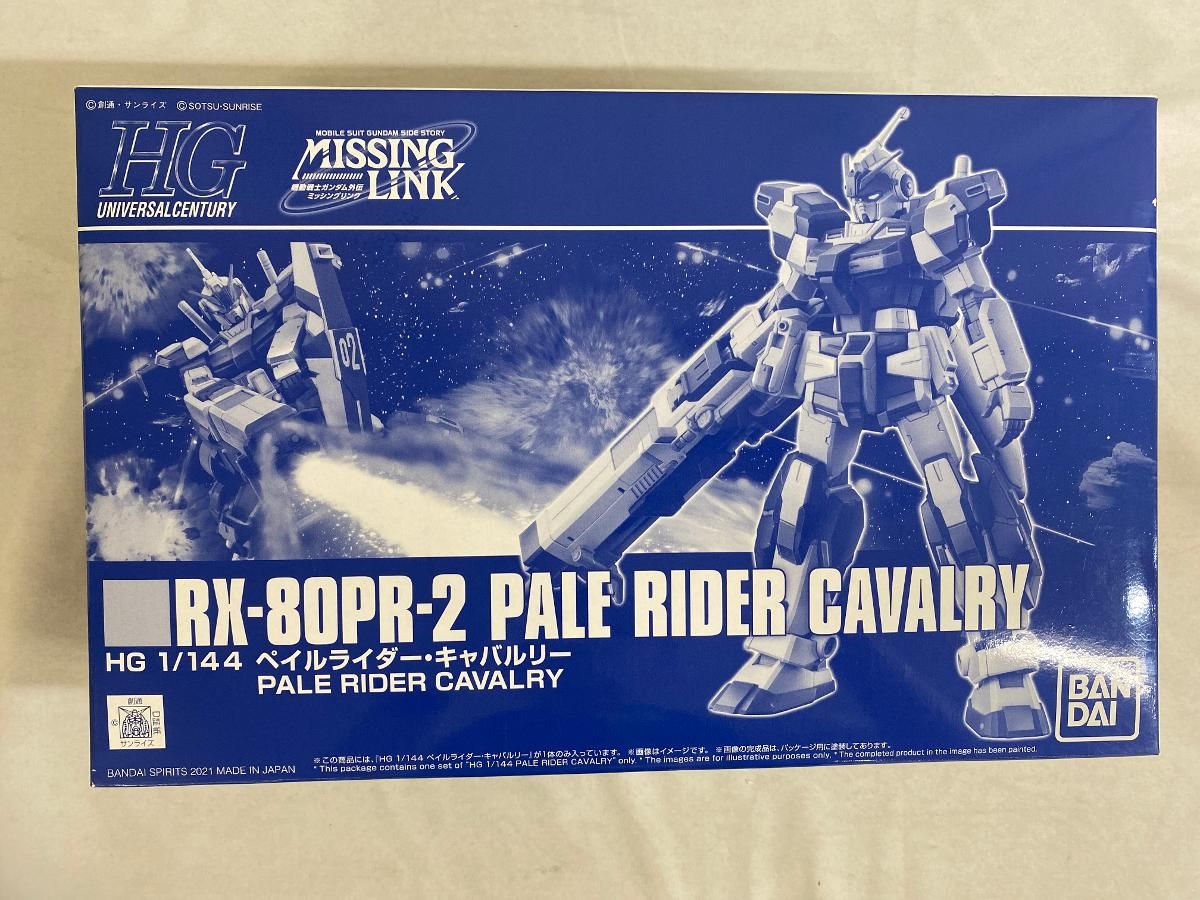 ©創通・サンライズ ©SOTSU・SUNRISE
HG
UNIVERSAL CENTURY
MOBILE SUIT GUNDAM SIDE STORY
MISSING
LINK
機動戦士ガンダム外伝
ミッシングリンク
02
RX-80PR-2 PALE RIDER CAVALRY
HG 1/144 ペイルライダー・キャバルリー
PALE RIDER CAVALRY
創通
©
証紙
サンライズ
BAN
DAI
※この商品には、「HG 1/144 ペイルライダー・キャバルリー」が1体のみ入っています。 ※画像はイメージです。 ※画像の完成品は、パッケージ用に塗装してあります。
* This package contains one set of "HG 1/144 PALE RIDER CAVALRY" only. * The images are for illustrative purposes only. * The completed product in the image has been painted.
BANDAI SPIRITS 2021 MADE IN JAPAN